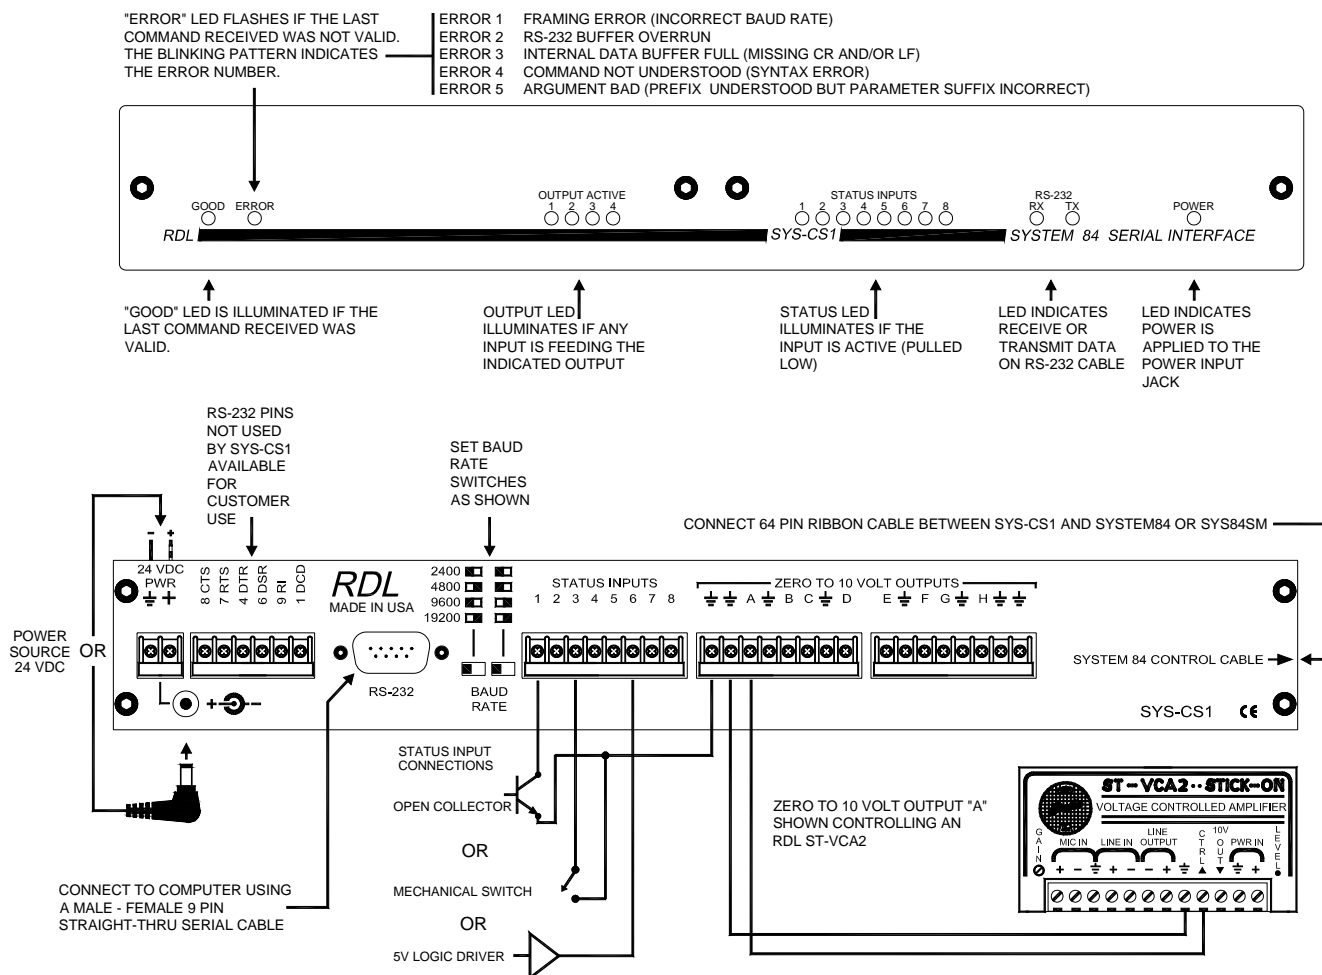 "ERROR" LED FLASHES IF THE LAST
COMMAND RECEIVED WAS NOT VALID.
THE BLINKING PATTERN INDICATES
THE ERROR NUMBER.
ERROR 1 FRAMING ERROR (INCORRECT BAUD RATE)
ERROR 2 RS-232 BUFFER OVERRUN
ERROR 3 INTERNAL DATA BUFFER FULL (MISSING CR AND/OR LF)
ERROR 4 COMMAND NOT UNDERSTOOD (SYNTAX ERROR)
ERROR 5 ARGUMENT BAD (PREFIX UNDERSTOOD BUT PARAMETER SUFFIX INCORRECT)
GOOD ERROR
OUTPUT ACTIVE
1 2 3 4
STATUS INPUTS
1 2 3 4 5 6 7 8
RS-232
RX TX
POWER
RDL SYS-CS1 SYSTEM 84 SERIAL INTERFACE
"GOOD" LED IS ILLUMINATED IF THE
LAST COMMAND RECEIVED WAS
VALID.
OUTPUT LED
ILLUMINATES IF ANY
INPUT IS FEEDING THE
INDICATED OUTPUT
STATUS LED
ILLUMINATES IF THE
INPUT IS ACTIVE (PULLED
LOW)
LED INDICATES
RECEIVE OR
TRANSMIT DATA
ON RS-232 CABLE
LED INDICATES
POWER IS
APPLIED TO THE
POWER INPUT
JACK
RS-232 PINS
NOT USED
BY SYS-CS1
AVAILABLE
FOR
CUSTOMER
USE
SET BAUD
RATE
SWITCHES
AS SHOWN
CONNECT 64 PIN RIBBON CABLE BETWEEN SYS-CS1 AND SYSTEM84 OR SYS84SM
- +
24 VDC
PWR
+
8 CTS
7 RTS
4 DTR
6 DSR
9 RI
1 DCD
RDL
MADE IN USA
2400
4800
9600
19200
STATUS INPUTS
1 2 3 4 5 6 7 8
ZERO TO 10 VOLT OUTPUTS
A B C D E F G H
POWER
SOURCE
24 VDC
OR
RS-232
BAUD
RATE
SYSTEM 84 CONTROL CABLE
+ -
SYS-CS1 CE
STATUS INPUT
CONNECTIONS
OPEN COLLECTOR
OR
MECHANICAL SWITCH
OR
5V LOGIC DRIVER
CONNECT TO COMPUTER USING
A MALE - FEMALE 9 PIN
STRAIGHT-THRU SERIAL CABLE
ZERO TO 10 VOLT OUTPUT "A"
SHOWN CONTROLLING AN
RDL ST-VCA2
ST-VCA2··STICK-ON
VOLTAGE CONTROLLED AMPLIFIER
GAIN
MIC IN
LINE IN
LINE
OUTPUT
CTRL
10V
OUT
PWR IN
LEVEL
+ - + - - + +